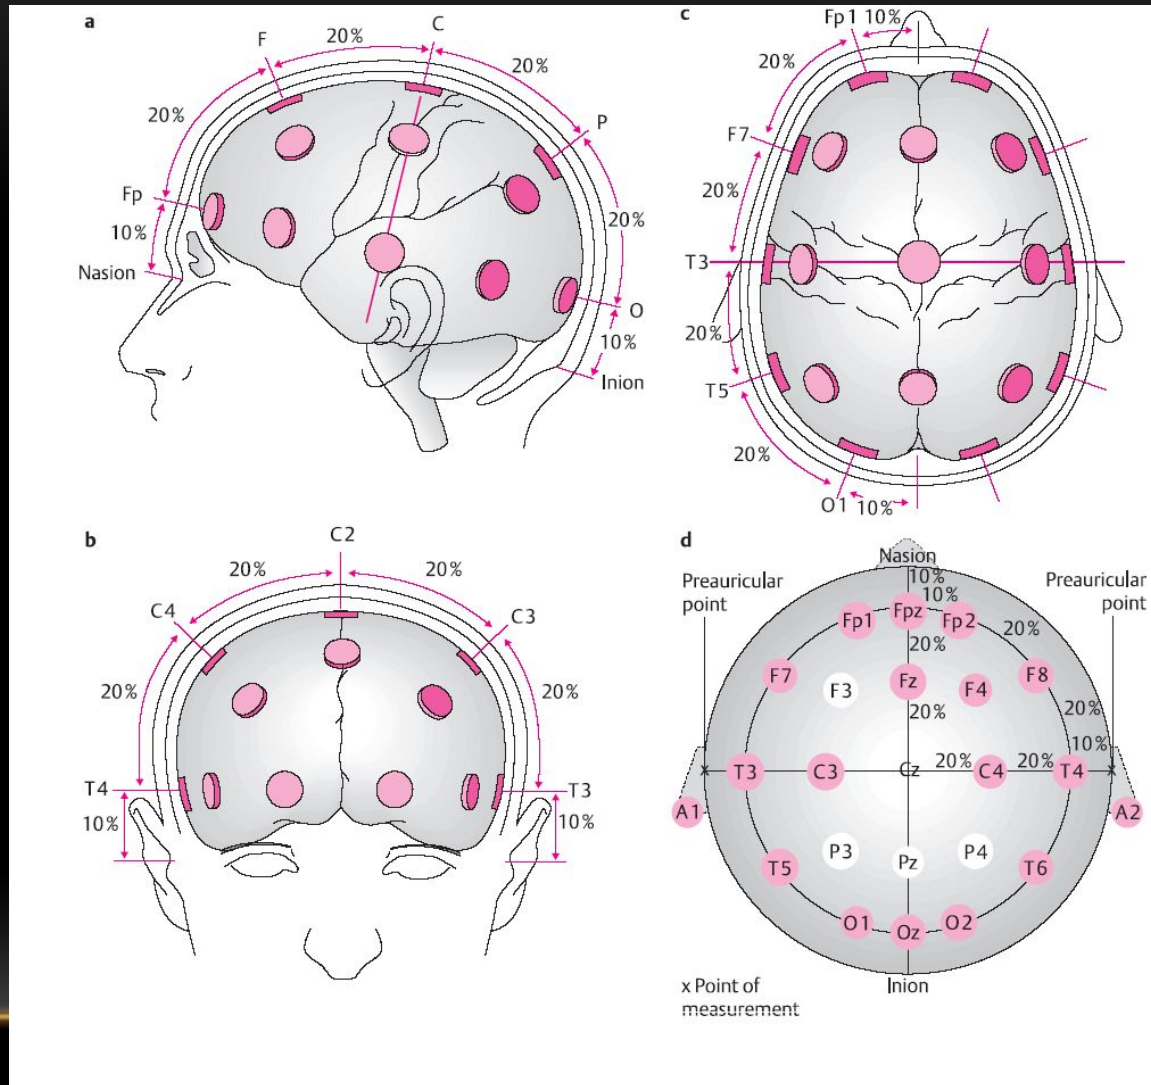 a
F
20%
C
20%
20%
P
Fp
10%
Nasion
20%
O
10%
Inion
b
C2
20%
20%
C4
C3
20%
20%
T4
T3
10%
10%
c
Fp1 10%
20%
F7
20%
T3
20%
T5
20%
O1 10%
d
Nasion
Preauricular
point
Preauricular
point
10%
10%
Fp1 Fpz Fp2
20%
20%
F7 F3 Fz F4 F8
20%
20%
10%
T3 C3 Cz 20% C4 20% T4
x x
A1 A2
T5 P3 Pz P4 T6
O1 Oz O2
Inion
x Point of
measurement